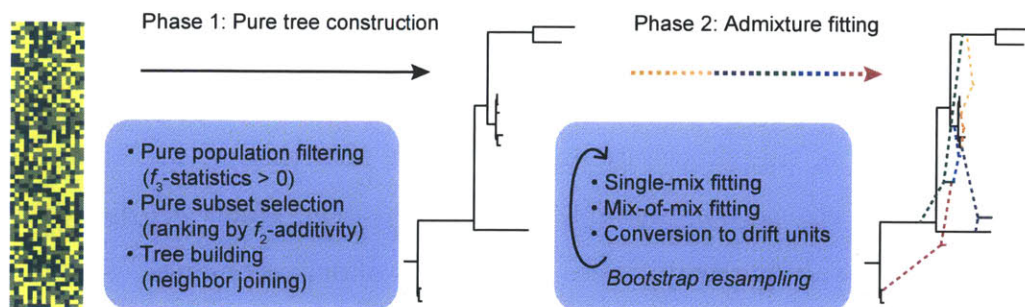 Phase 1: Pure tree construction
Phase 2: Admixture fitting
• Pure population filtering
(f₃-statistics > 0)
• Pure subset selection
(ranking by f₂-additivity)
• Tree building
(neighbor joining)
• Single-mix fitting
• Mix-of-mix fitting
• Conversion to drift units
Bootstrap resampling